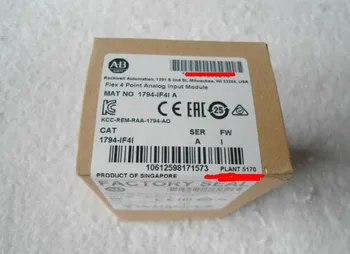 AB
Rockwell Automation, 1201 S 2nd St, Milwaukee, WI 53204, USA
Flex 4 Point Analog Input Module
MAT NO 1794-IF4I A
EAC
25
KCC-REM-RAA-1794-AO
CAT SER FW
1794-IF4I A I
10612598171573
PLANT 5170
PRODUCT OF SINGAPORE
FACTORY SEAL